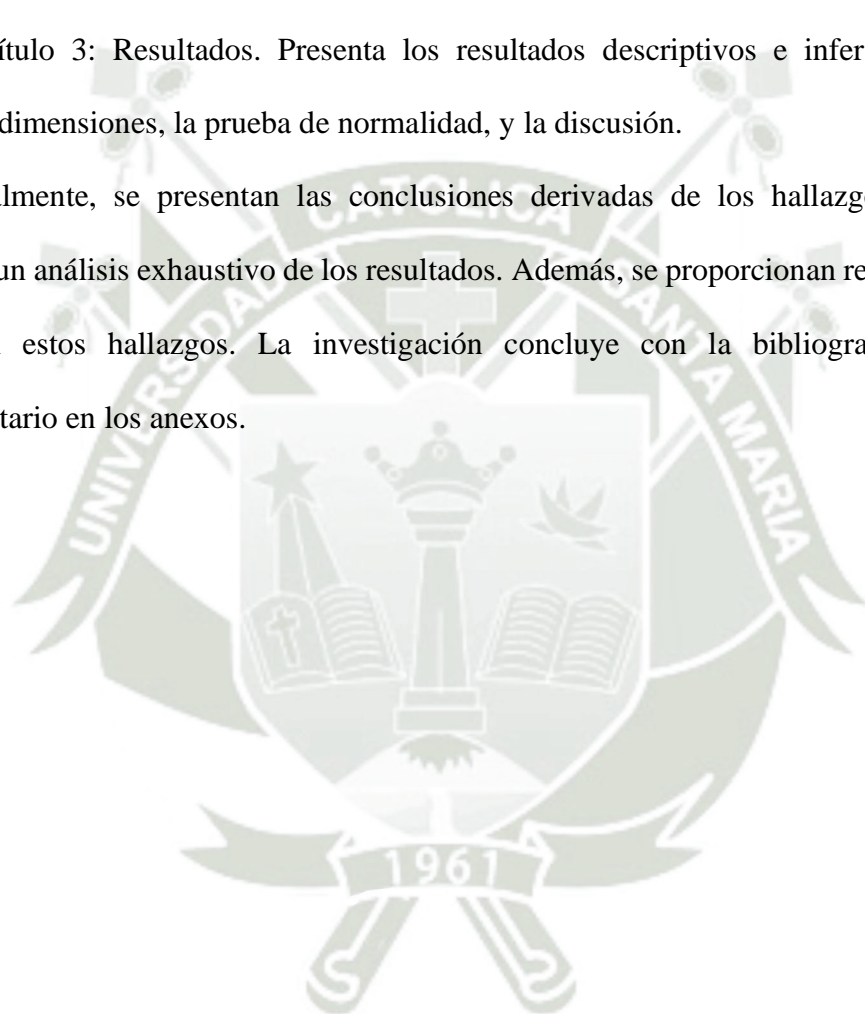 ítulo 3: Resultados. Presenta los resultados descriptivos e infer
dimensiones, la prueba de normalidad, y la discusión.
lmente, se presentan las conclusiones derivadas de los hallazg
un análisis exhaustivo de los resultados. Además, se proporcionan re
estos hallazgos. La investigación concluye con la bibliogra
tario en los anexos.
UNIVERSIDAD CATOLICA SANTA MARIA
1961